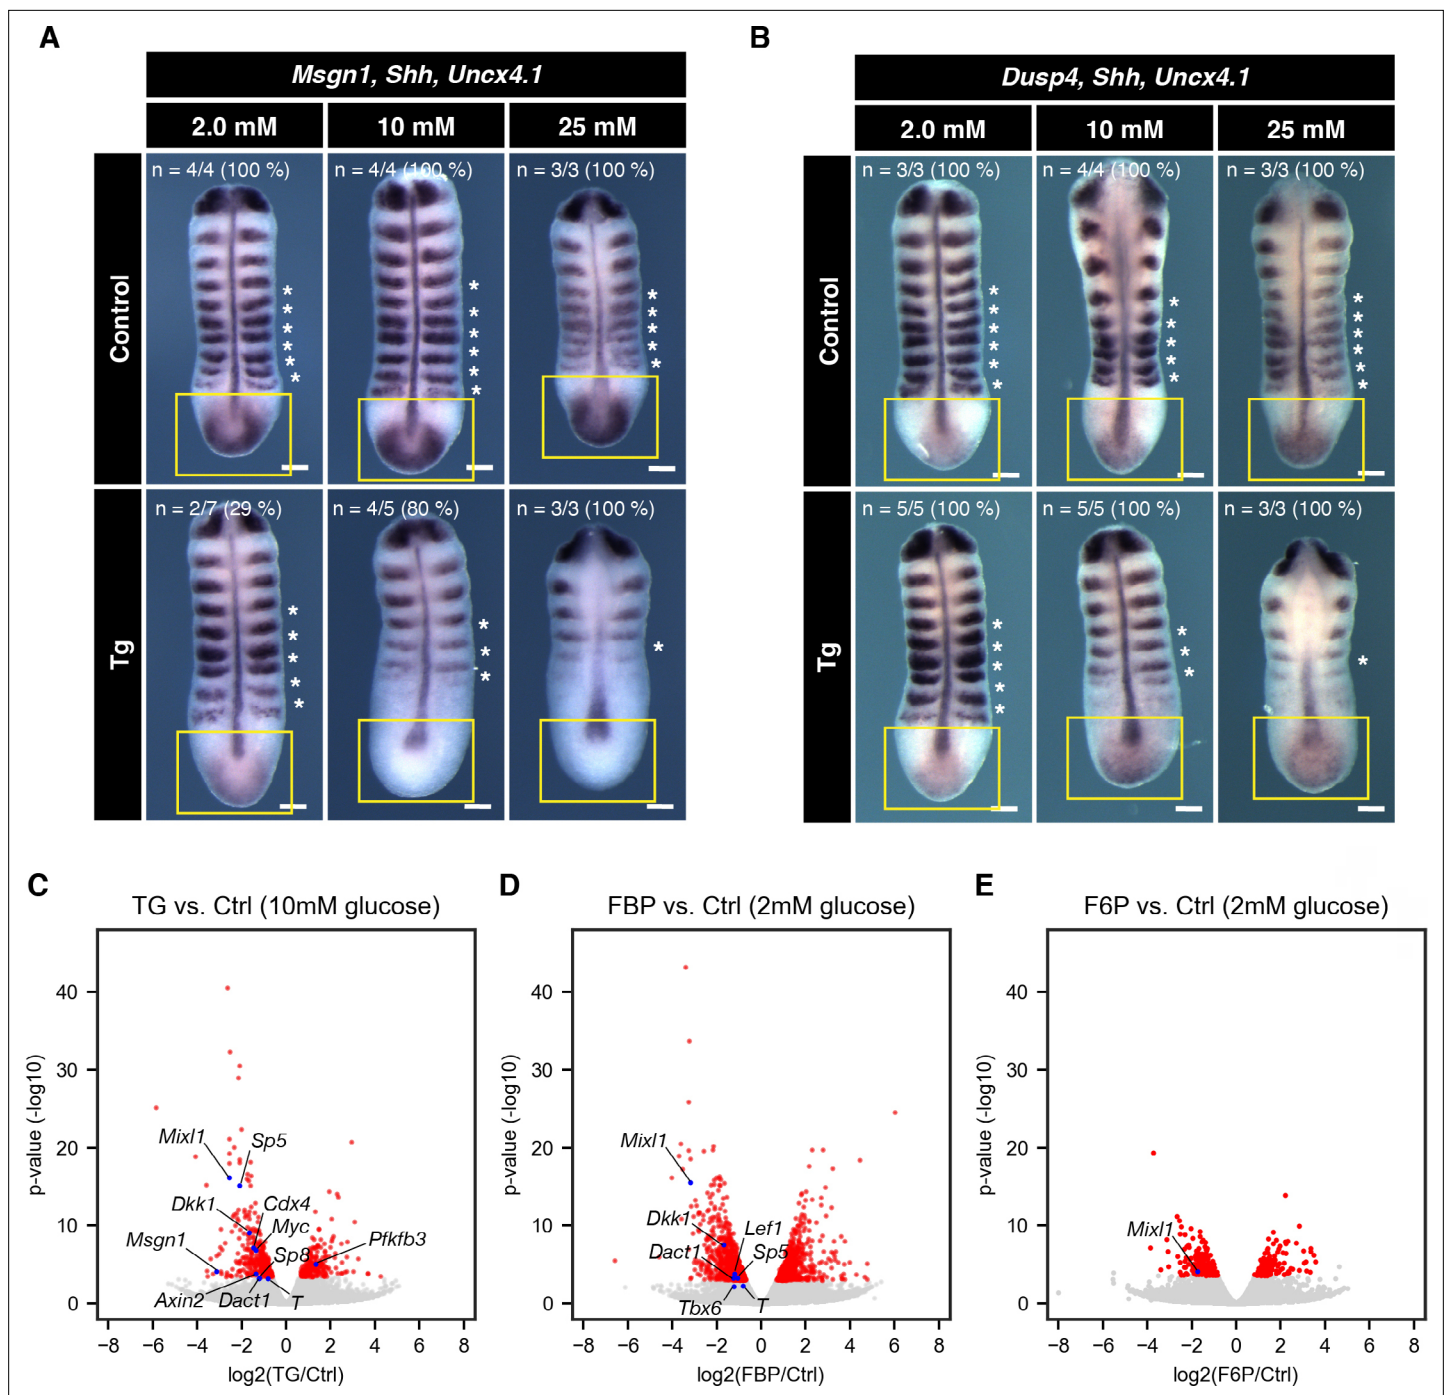 A
B
Msgn1, Shh, Uncx4.1
2.0 mM
10 mM
25 mM
Control
n = 4/4 (100 %)
n = 4/4 (100 %)
n = 3/3 (100 %)
* * * * * *
* * * * * *
* * * * *
Tg
n = 2/7 (29 %)
n = 4/5 (80 %)
n = 3/3 (100 %)
* * * * *
* * *
*
Dusp4, Shh, Uncx4.1
2.0 mM
10 mM
25 mM
Control
n = 3/3 (100 %)
n = 4/4 (100 %)
n = 3/3 (100 %)
* * * * * *
* * * * *
* * * * * *
Tg
n = 5/5 (100 %)
n = 5/5 (100 %)
n = 3/3 (100 %)
* * * * * *
* * *
*
C
TG vs. Ctrl (10mM glucose)
p-value (-log10)
40
30
20
10
0
Mixl1
Sp5
Dkk1
Cdx4
Myc
Msgn1
Sp8
Pfkfb3
Axin2
Dact1
T
−8 −6 −4 −2 0 2 4 6 8
log2(TG/Ctrl)
D
FBP vs. Ctrl (2mM glucose)
p-value (-log10)
40
30
20
10
0
Mixl1
Dkk1
Lef1
Dact1
Sp5
Tbx6
T
−8 −6 −4 −2 0 2 4 6 8
log2(FBP/Ctrl)
E
F6P vs. Ctrl (2mM glucose)
p-value (-log10)
40
30
20
10
0
Mixl1
−8 −6 −4 −2 0 2 4 6 8
log2(F6P/Ctrl)